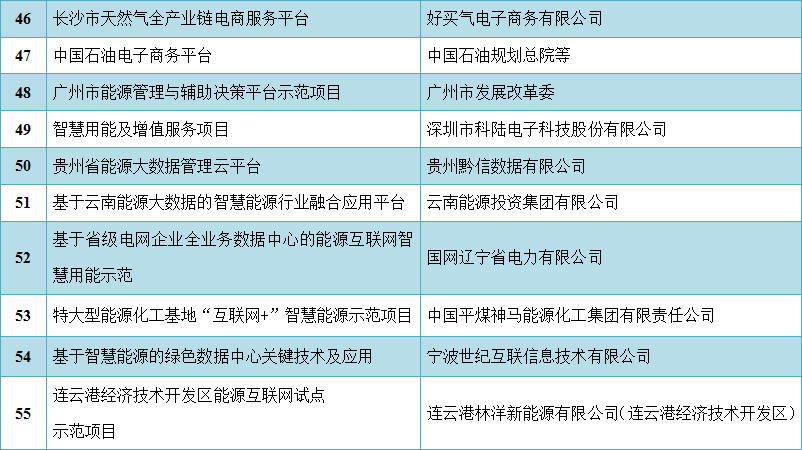 46 长沙市天然气全产业链电商服务平台 好买气电子商务有限公司
47 中国石油电子商务平台 中国石油规划总院等
48 广州市能源管理与辅助决策平台示范项目 广州市发展改革委
49 智慧用能及增值服务项目 深圳市科陆电子科技股份有限公司
50 贵州省能源大数据管理云平台 贵州黔信数据有限公司
51 基于云南能源大数据的智慧能源行业融合应用平台 云南能源投资集团有限公司
52 基于省级电网企业全业务数据中心的能源互联网智
慧用能示范 国网辽宁省电力有限公司
53 特大型能源化工基地“互联网+”智慧能源示范项目 中国平煤神马能源化工集团有限责任公司
54 基于智慧能源的绿色数据中心关键技术及应用 宁波世纪互联信息技术有限公司
55 连云港经济技术开发区能源互联网试点
示范项目 连云港林洋新能源有限公司（连云港经济技术开发区）